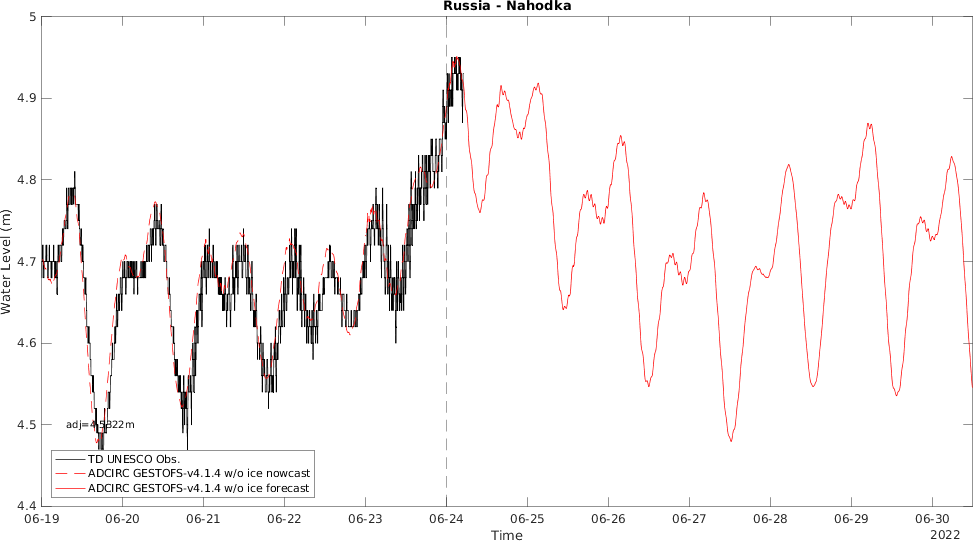 Russia - Nahodka
5
4.9
4.8
4.7
4.6
4.5
4.4
Water Level (m)
adj=4.5322m
TD UNESCO Obs.
ADCIRC GESTOFS-v4.1.4 w/o ice nowcast
ADCIRC GESTOFS-v4.1.4 w/o ice forecast
06-19 06-20 06-21 06-22 06-23 06-24 06-25 06-26 06-27 06-28 06-29 06-30
2022
Time